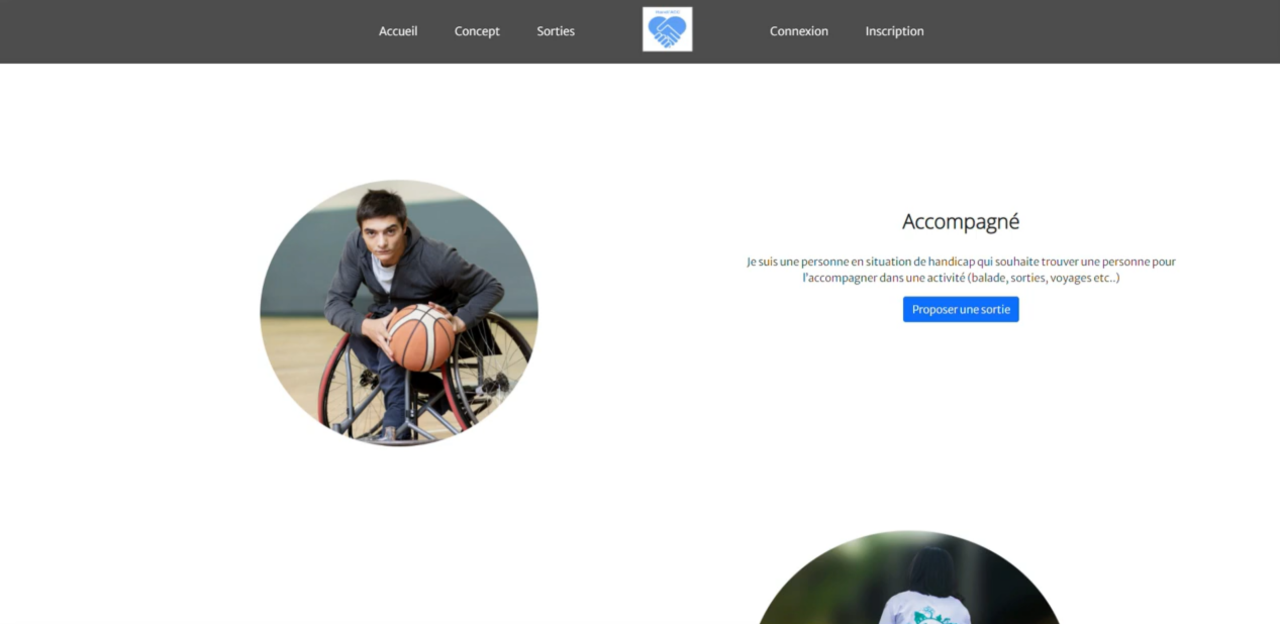 Accueil
Concept
Sorties
Connexion
Inscription
Accompagné
Je suis une personne en situation de handicap qui souhaite trouver une personne pour
l'accompagner dans une activité (balade, sorties, voyages etc..)
Proposer une sortie